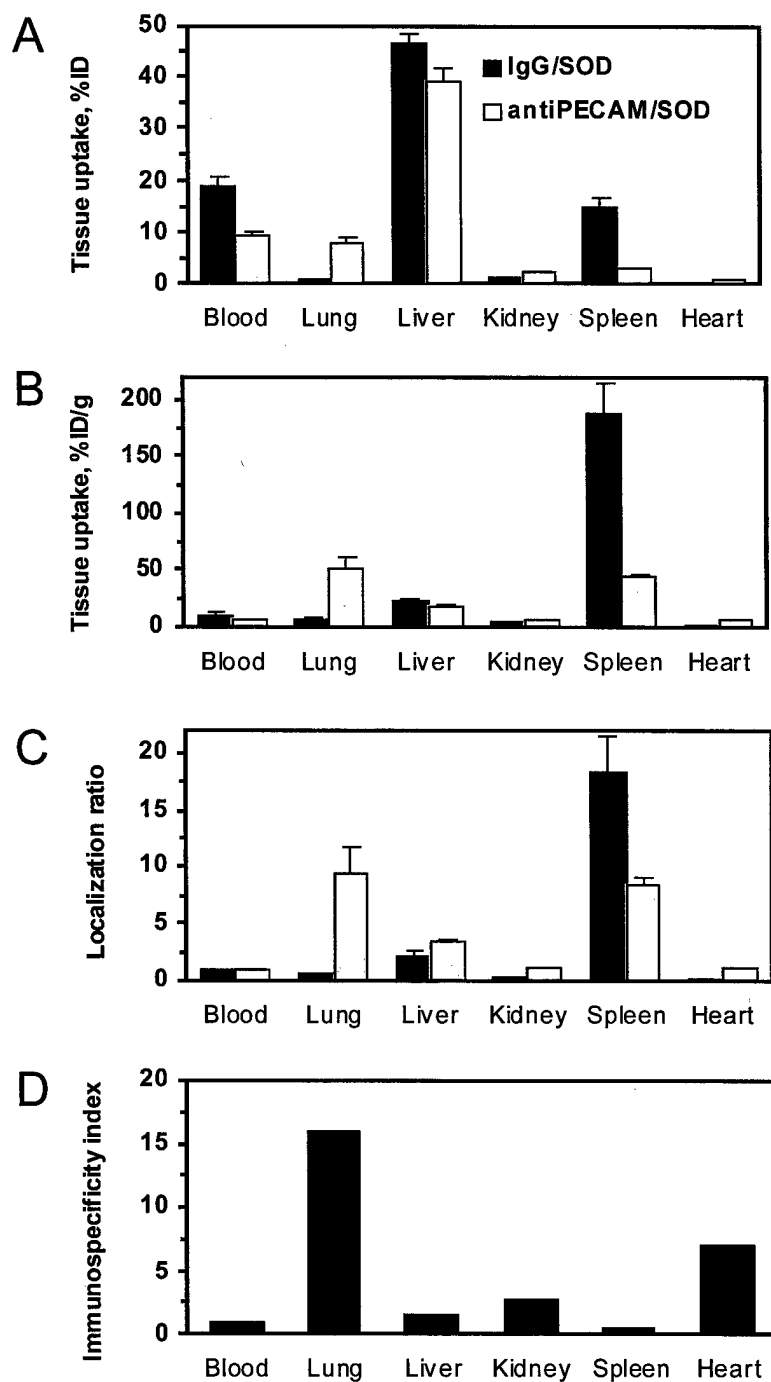 A
Tissue uptake, %ID
50
40
50
20
10
0
IgG/SOD
antiPECAM/SOD
Blood Lung Liver Kidney Spleen Heart
B
Tissue uptake, %ID/g
200
150
100
50
0
Blood Lung Liver Kidney Spleen Heart
C
Localization ratio
20
15
10
5
0
Blood Lung Liver Kidney Spleen Heart
D
Immunospecificity index
20
15
10
5
0
Blood Lung Liver Kidney Spleen Heart